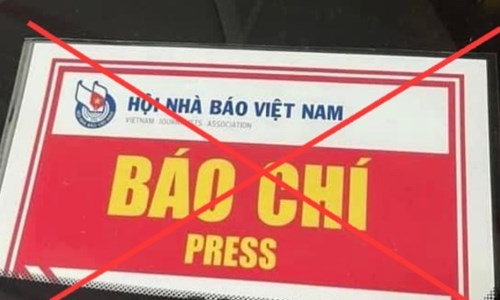 HỘI NHÀ BÁO VIỆT NAM
VIETNAM JOURNALISTS ASSOCIATION
BÁO CHÍ
PRESS